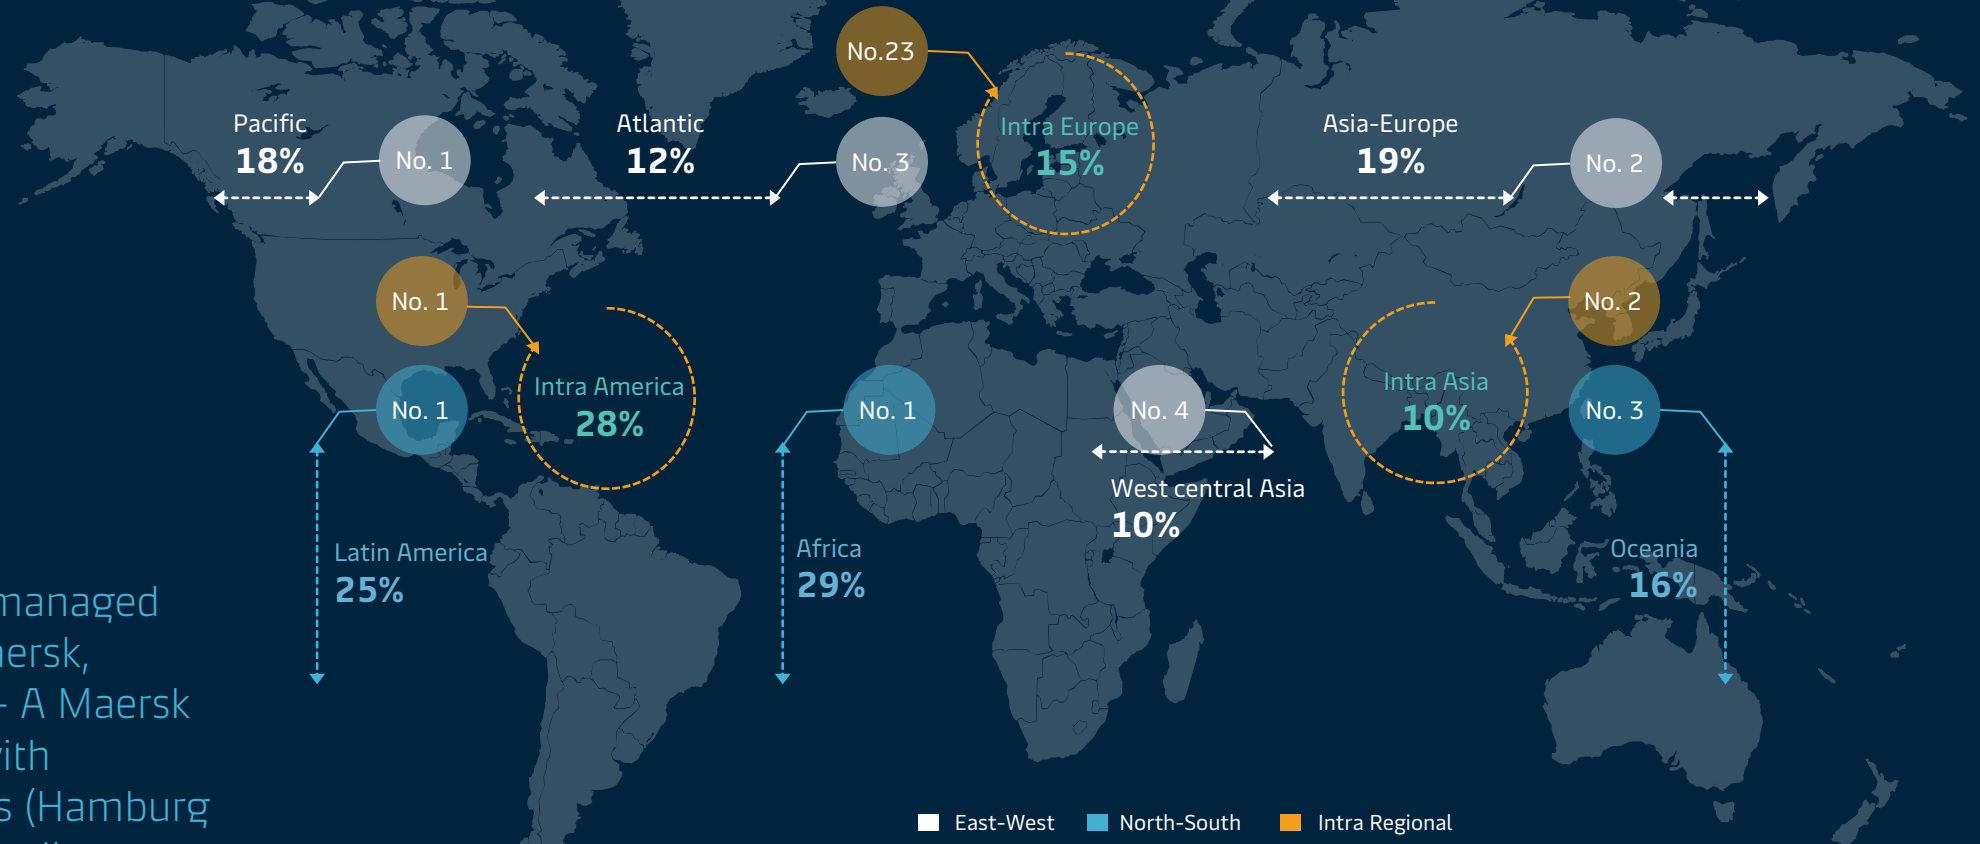 No.23
Pacific
18%
No. 1
Atlantic
12%
No. 3
Intra Europe
15%
Asia-Europe
19%
No. 2
No. 1
Intra America
28%
No. 1
No. 1
No. 4
West central Asia
10%
Intra Asia
10%
No. 2
No. 3
Latin America
25%
Africa
29%
Oceania
16%
managed
ersk,
- A Maersk
ith
s (Hamburg
East-West
North-South
Intra Regional